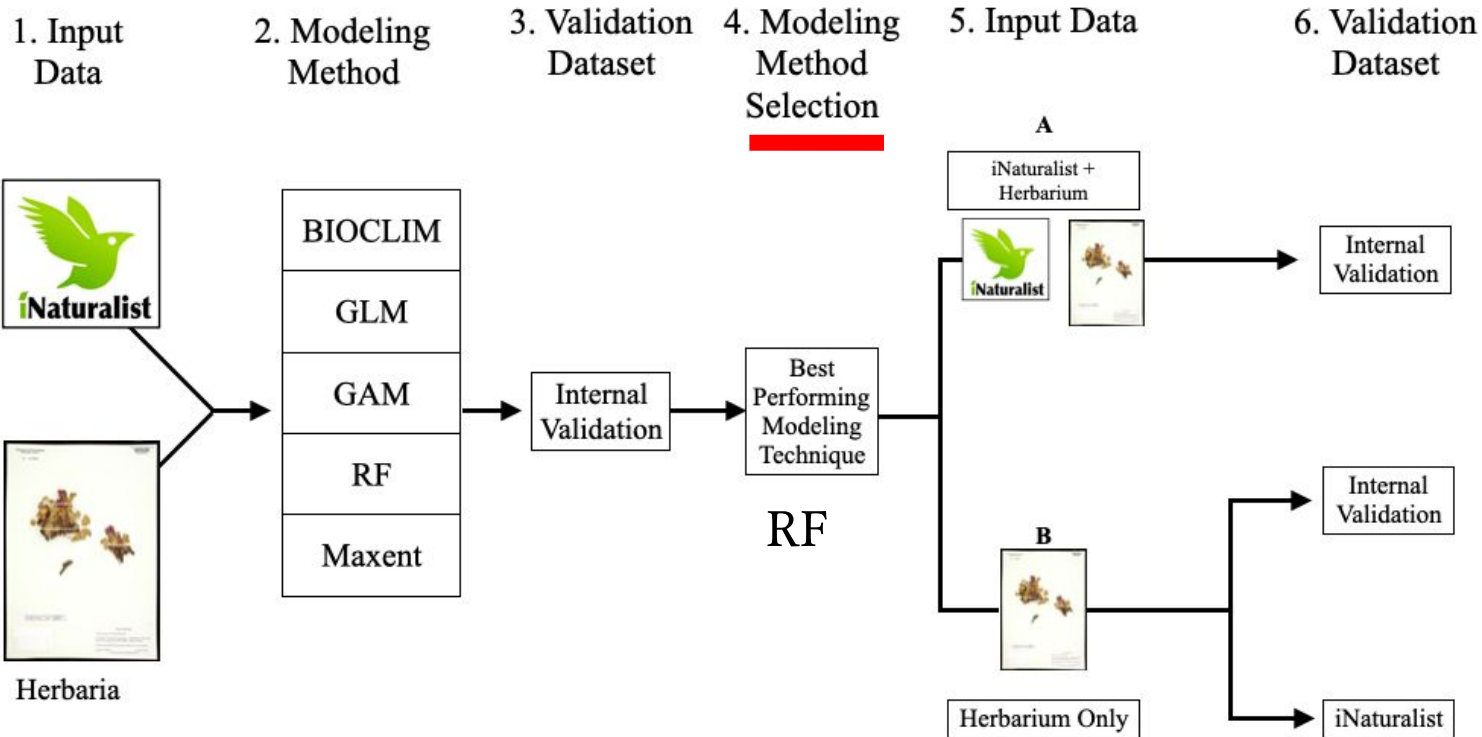 1. Input
Data
2. Modeling
Method
3. Validation
Dataset
4. Modeling
Method
Selection
5. Input Data
6. Validation
Dataset
iNaturalist
Herbaria
BIOCLIM
GLM
GAM
RF
Maxent
Internal
Validation
Best
Performing
Modeling
Technique
RF
A
iNaturalist +
Herbarium
iNaturalist
Internal
Validation
B
Herbarium Only
Internal
Validation
iNaturalist